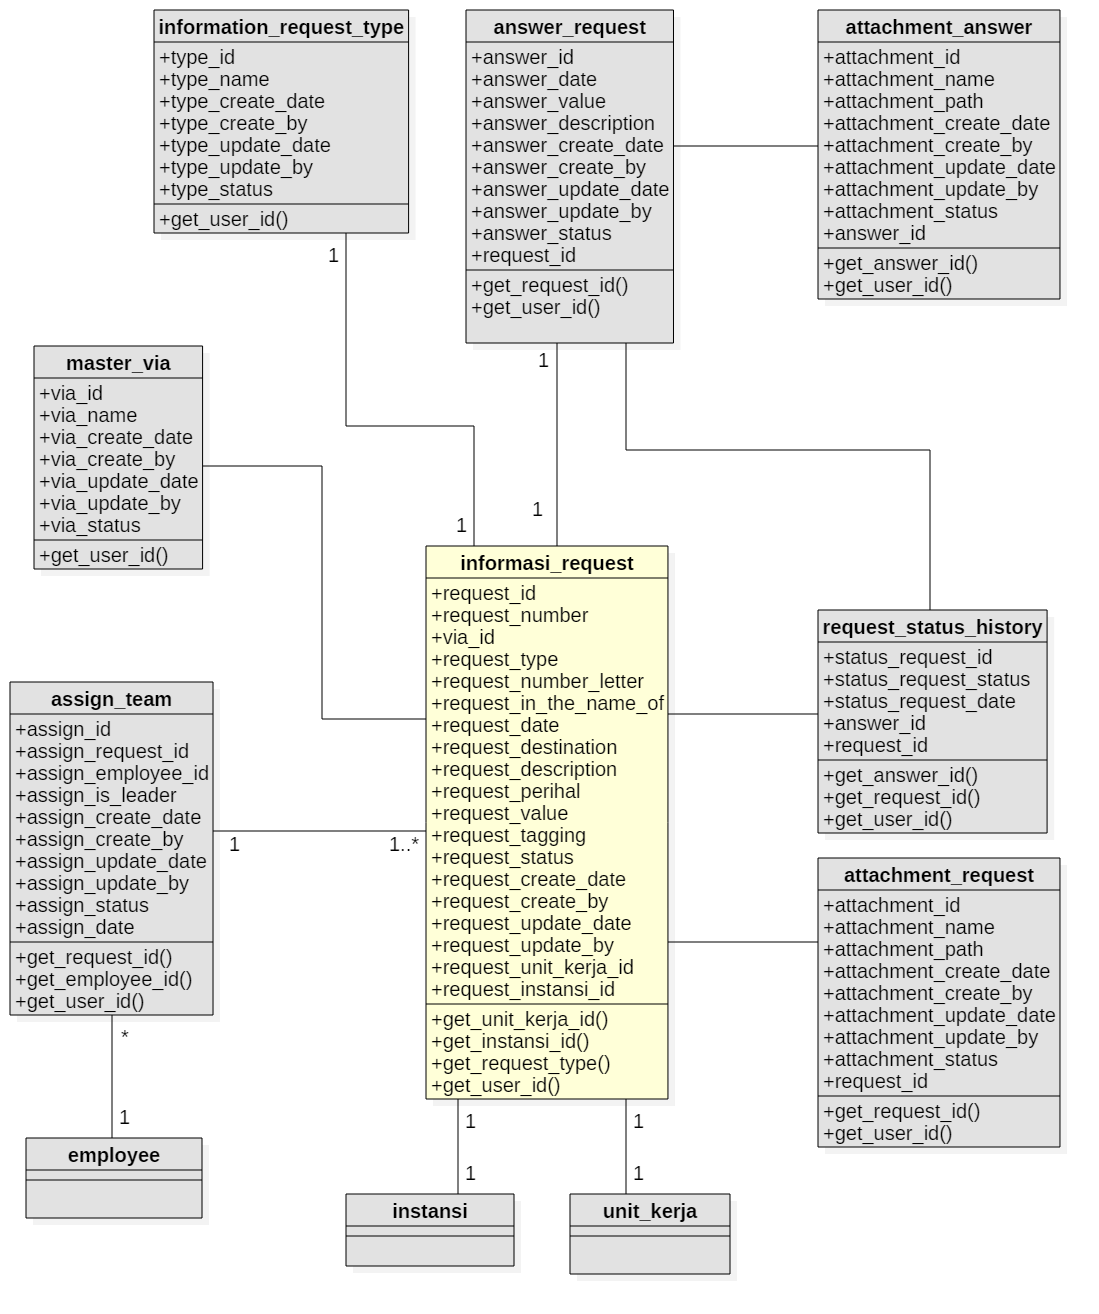 information_request_type
+type_id
+type_name
+type_create_date
+type_create_by
+type_update_date
+type_update_by
+type_status
+get_user_id()
1
answer_request
+answer_id
+answer_date
+answer_value
+answer_description
+answer_create_date
+answer_create_by
+answer_update_date
+answer_update_by
+answer_status
+request_id
+get_request_id()
+get_user_id()
1
attachment_answer
+attachment_id
+attachment_name
+attachment_path
+attachment_create_date
+attachment_create_by
+attachment_update_date
+attachment_update_by
+attachment_status
+answer_id
+get_answer_id()
+get_user_id()
master_via
+via_id
+via_name
+via_create_date
+via_create_by
+via_update_date
+via_update_by
+via_status
+get_user_id()
1
1
informasi_request
+request_id
+request_number
+via_id
+request_type
+request_number_letter
+request_in_the_name_of
+request_date
+request_destination
+request_description
+request_perihal
+request_value
+request_tagging
+request_status
+request_create_date
+request_create_by
+request_update_date
+request_update_by
+request_unit_kerja_id
+request_instansi_id
+get_unit_kerja_id()
+get_instansi_id()
+get_request_type()
+get_user_id()
request_status_history
+status_request_id
+status_request_status
+status_request_date
+answer_id
+request_id
+get_answer_id()
+get_request_id()
+get_user_id()
assign_team
+assign_id
+assign_request_id
+assign_employee_id
+assign_is_leader
+assign_create_date
+assign_create_by
+assign_update_date
+assign_update_by
+assign_status
+assign_date
+get_request_id()
+get_employee_id()
+get_user_id()
1
1..*
attachment_request
+attachment_id
+attachment_name
+attachment_path
+attachment_create_date
+attachment_create_by
+attachment_update_date
+attachment_update_by
+attachment_status
+request_id
+get_request_id()
+get_user_id()
*
1
employee
1
1
instansi
1
1
unit_kerja